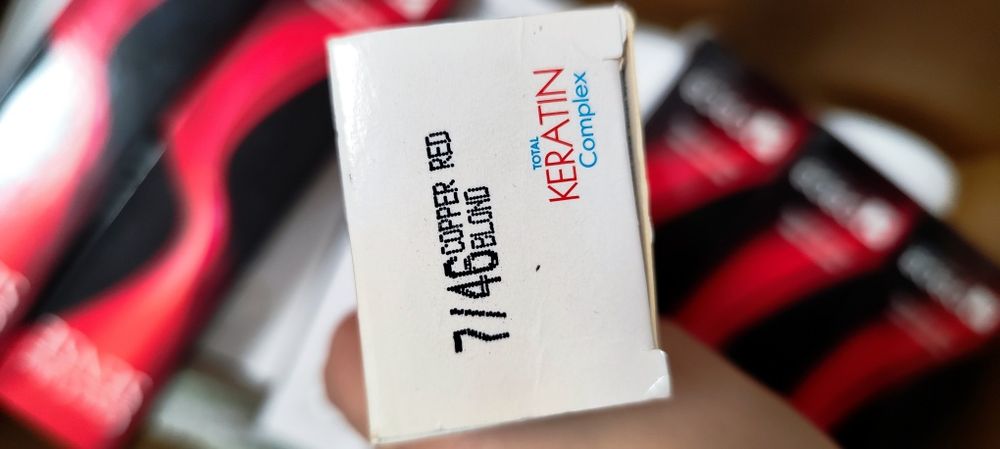 7/46 COPPER RED
BLOND
TOTAL
KERATIN
Complex